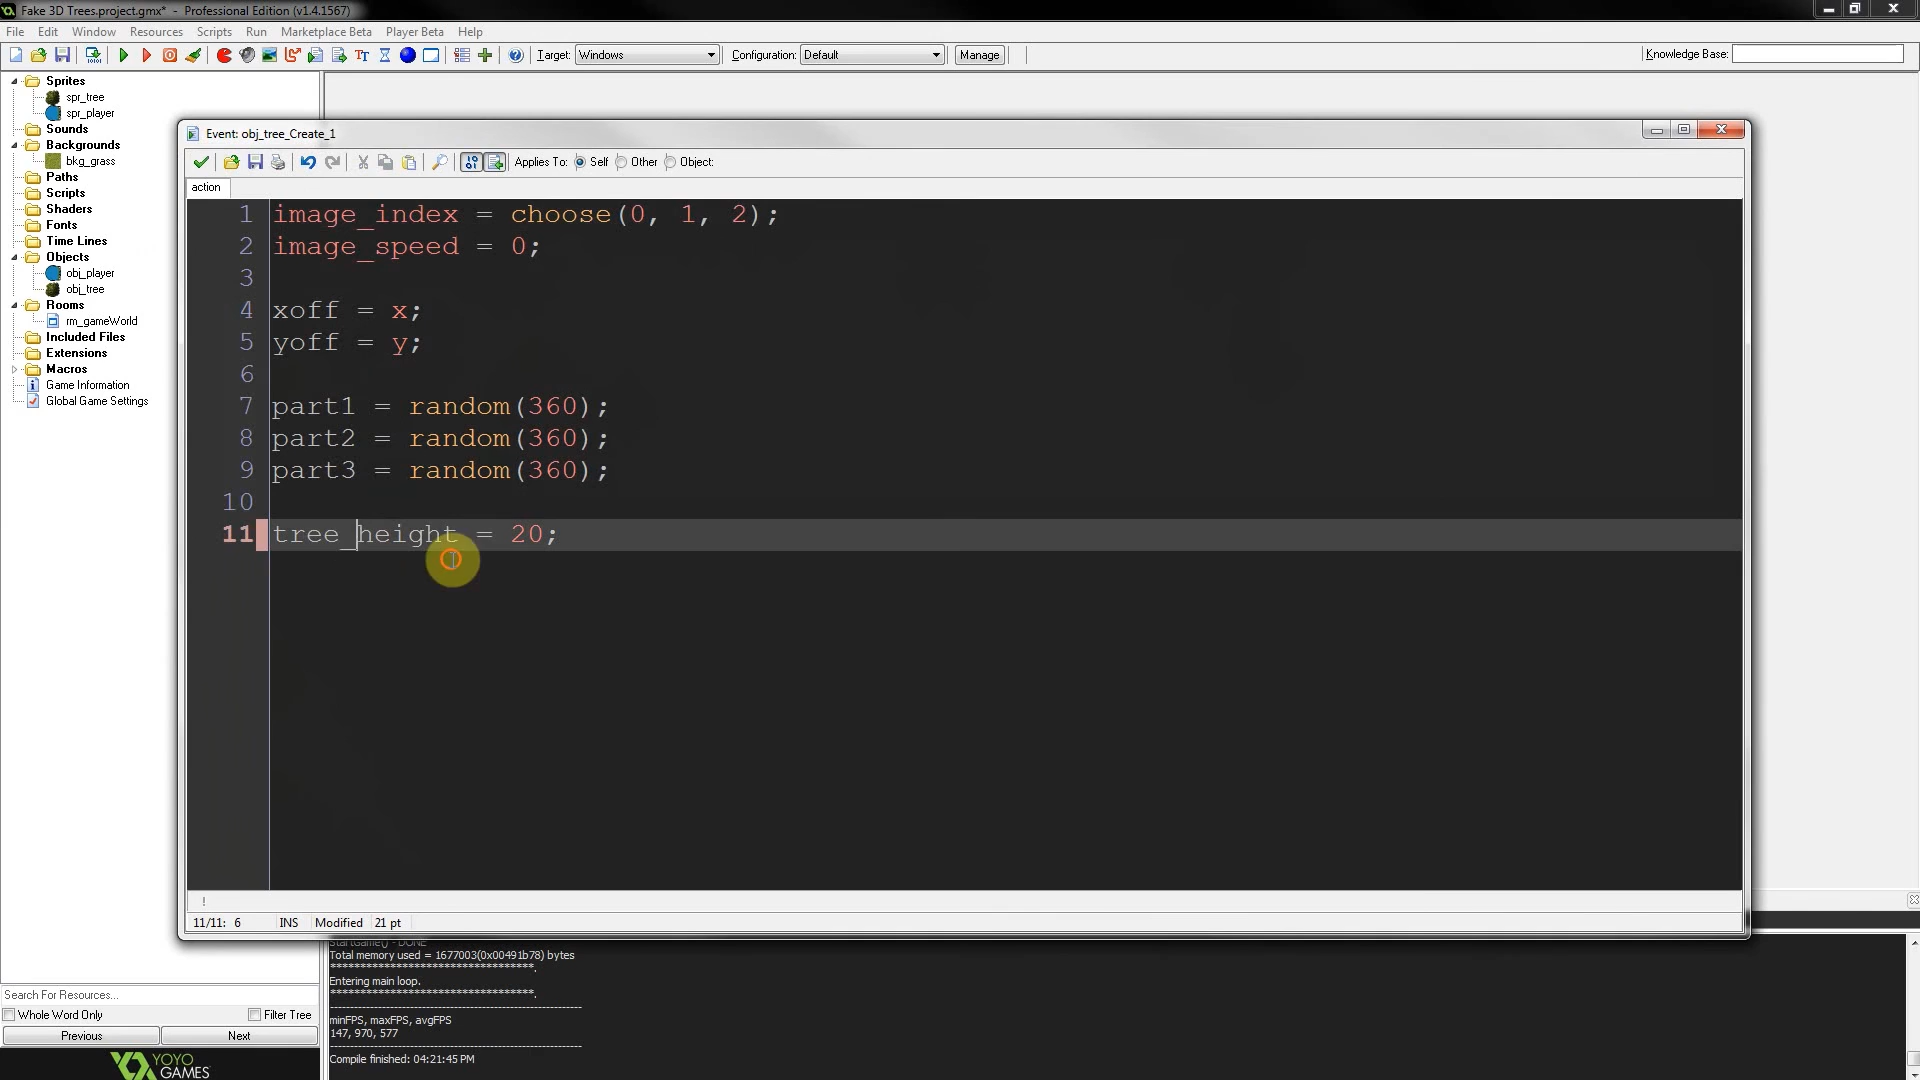 Fake 3D Trees.project.gmx* - Professional Edition (v1.4.1567)
File Edit Window Resources Scripts Run Marketplace Beta Player Beta Help
Target: Windows Configuration: Default Manage Knowledge Base:
Sprites
spr_tree
spr_player
Sounds
Backgrounds
bkg_grass
Paths
Scripts
Shaders
Fonts
Time Lines
Objects
obj_player
obj_tree
Rooms
rm_gameWorld
Included Files
Extensions
Macros
Game Information
Global Game Settings
Event: obj_tree_Create_1
Applies To: Self Other Object:
action
1 image_index = choose(0, 1, 2);
2 image_speed = 0;
3
4 xoff = x;
5 yoff = y;
6
7 part1 = random(360);
8 part2 = random(360);
9 part3 = random(360);
10
11 tree_height = 20;
!
11/11: 6 INS Modified 21 pt
StartGame() - DONE
Total memory used = 1677003(0x00491b78) bytes
**********************************.
Entering main loop.
**********************************.
minFPS, maxFPS, avgFPS
147, 970, 577
Compile finished: 04:21:45 PM
Search For Resources...
Whole Word Only Filter Tree
Previous Next
YOYO
GAMES